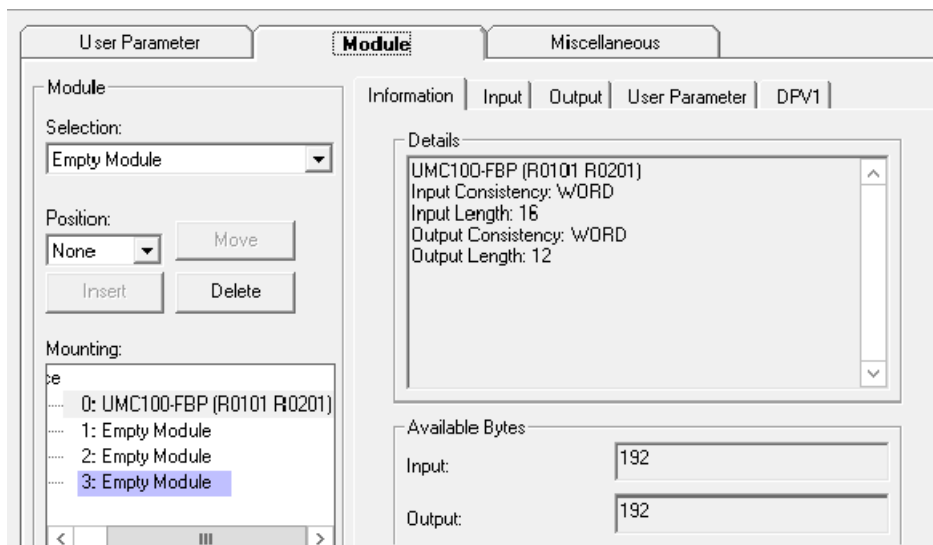 User Parameter
Module
Miscellaneous
Module
Selection:
Empty Module
Position:
None
Move
Insert
Delete
Mounting:
ce
0: UMC100-FBP (R0101 R0201)
1: Empty Module
2: Empty Module
3: Empty Module
Information
Input
Output
User Parameter
DPV1
Details
UMC100-FBP (R0101 R0201)
Input Consistency: WORD
Input Length: 16
Output Consistency: WORD
Output Length: 12
Available Bytes
Input:
192
Output:
192